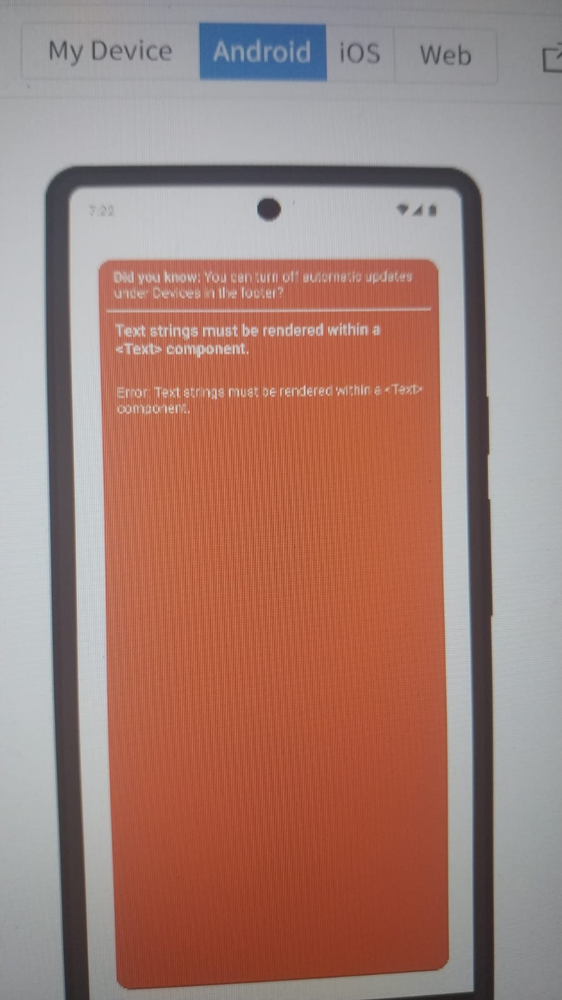 My Device Android iOS Web
7:22
Did you know: You can turn off automatic updates
under Devices in the footer?
Text strings must be rendered within a
<Text> component.
Error: Text strings must be rendered within a <Text>
component.